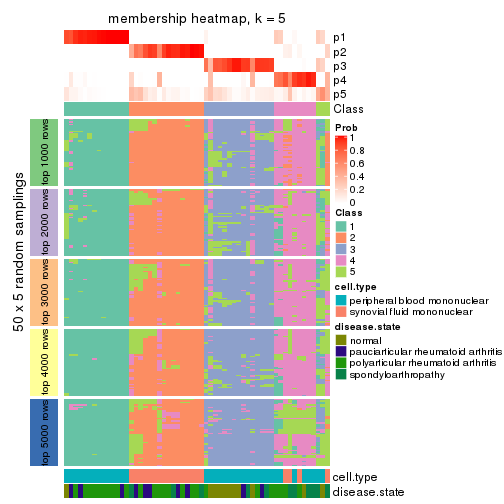 membership heatmap, k = 5
p1
p2
p3
p4
p5
Class
50 x 5 random samplings
top 1000 rows
top 2000 rows
top 3000 rows
top 4000 rows
top 5000 rows
Prob
1
0.8
0.6
0.4
0.2
0
Class
1
2
3
4
5
cell.type
peripheral blood mononuclear
synovial fluid mononuclear
disease.state
normal
pauciarticular rheumatoid arthritis
polyarticular rheumatoid arthritis
spondyloarthropathy
cell.type
disease.state